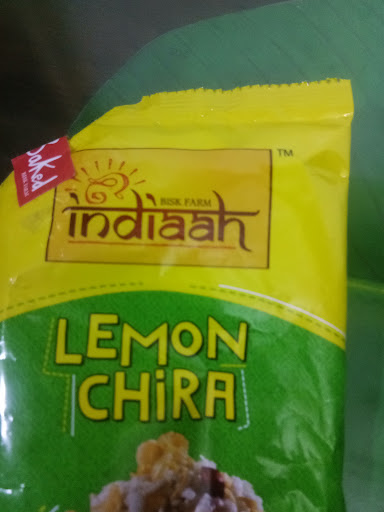 Baked
BISK FARM
indiaah
TM
LEMON
CHiRA